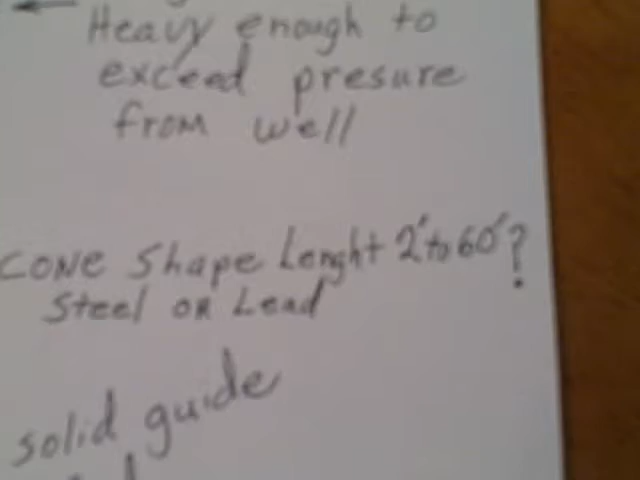 Heavy enough to
exceed presure
from well
CONE Shape Lenght 2' to 60'?
Steel or Lead
solid guide